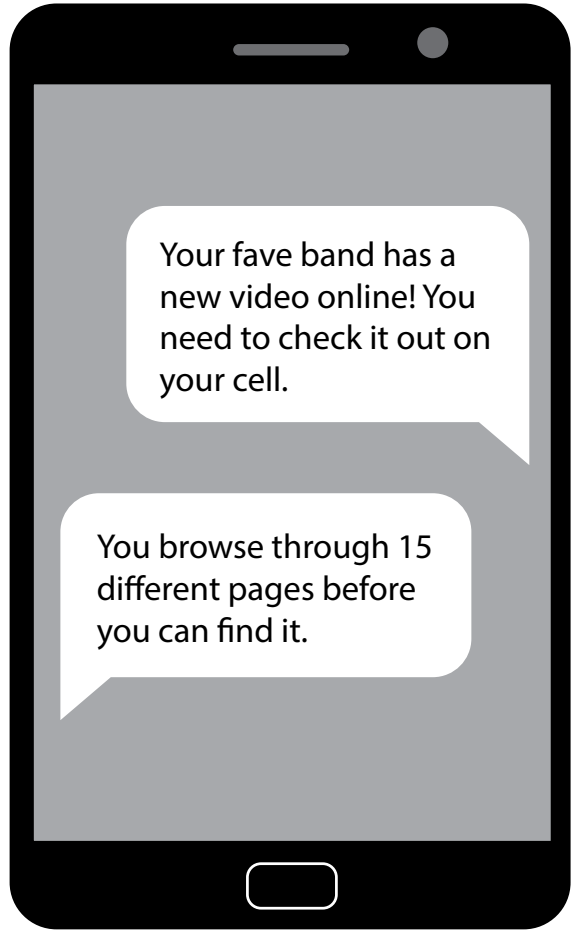 Your fave band has a
new video online! You
need to check it out on
your cell.
You browse through 15
different pages before
you can find it.